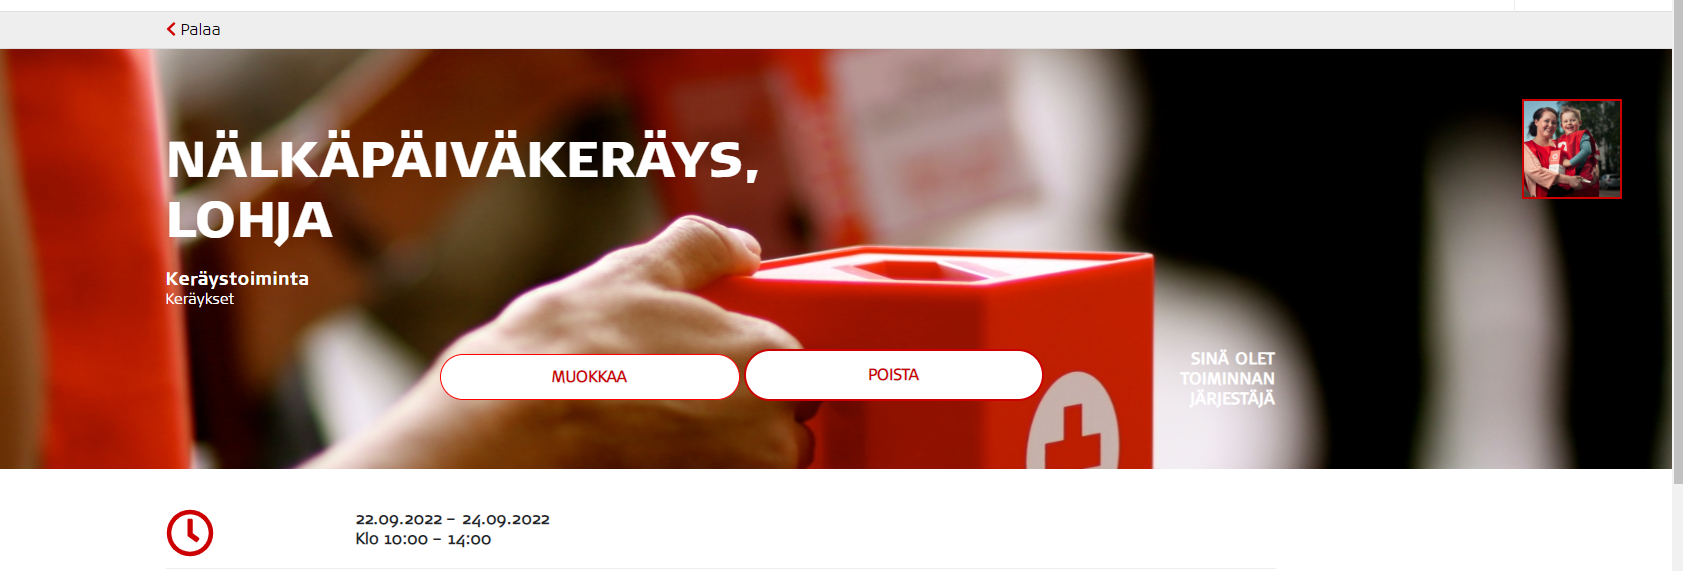 Palaa
NÄLKÄPÄIVÄKERÄYS,
LOHJA
Keräystoiminta
Keräykset
MUOKKAA
POISTA
SINÄ OLET
TOIMINNAN
JÄRJESTÄJÄ
22.09.2022 – 24.09.2022
Klo 10:00 – 14:00